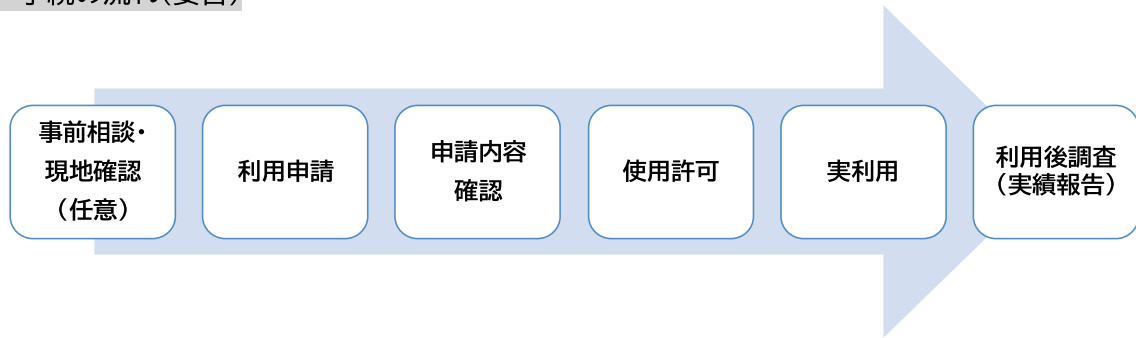 事前相談・
現地確認
（任意）
利用申請
申請内容
確認
使用許可
実利用
利用後調査
（実績報告）